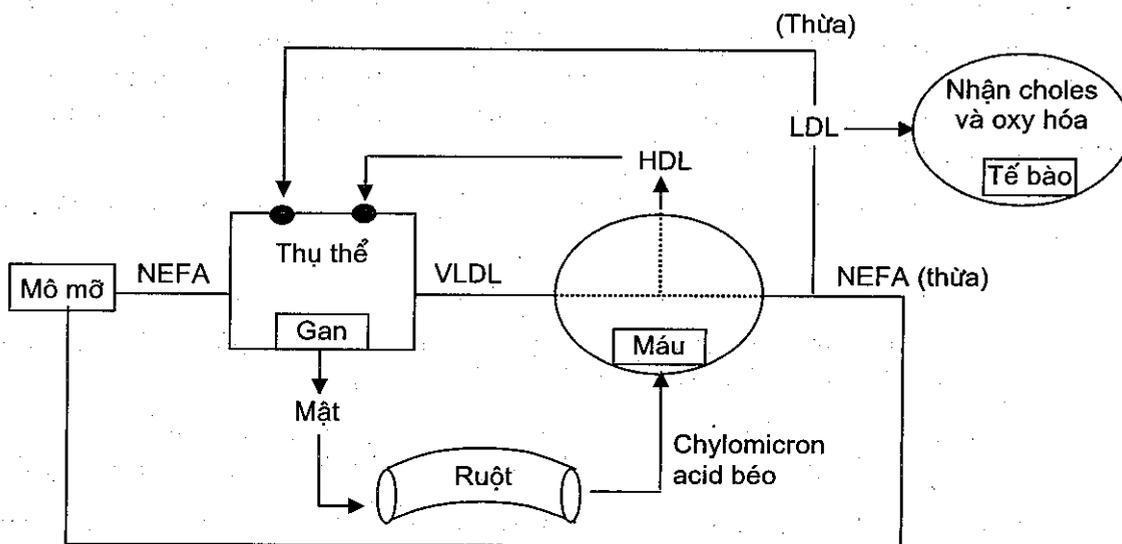 (Thừa)
Nhận choles
và oxy hóa
LDL
Tế bào
HDL
Thụ thể
NEFA
VLDL
NEFA (thừa)
Mô mỡ
Gan
Máu
Mật
Chylomicron
acid béo
Ruột